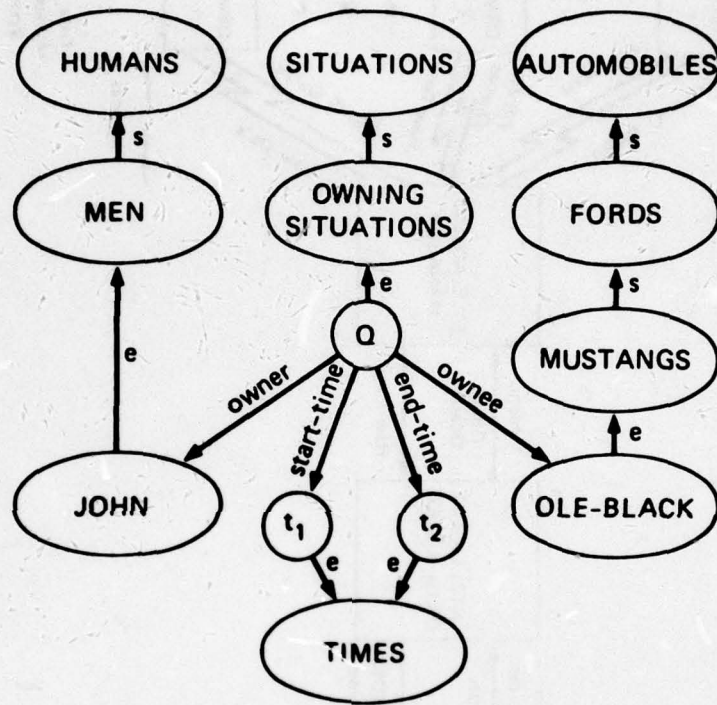 HUMANS
SITUATIONS
AUTOMOBILES
s
s
s
MEN
OWNING
SITUATIONS
FORDS
e
s
Q
MUSTANGS
e
owner
start-time
end-time
ownee
e
JOHN
t₁
t₂
OLE-BLACK
e
e
TIMES